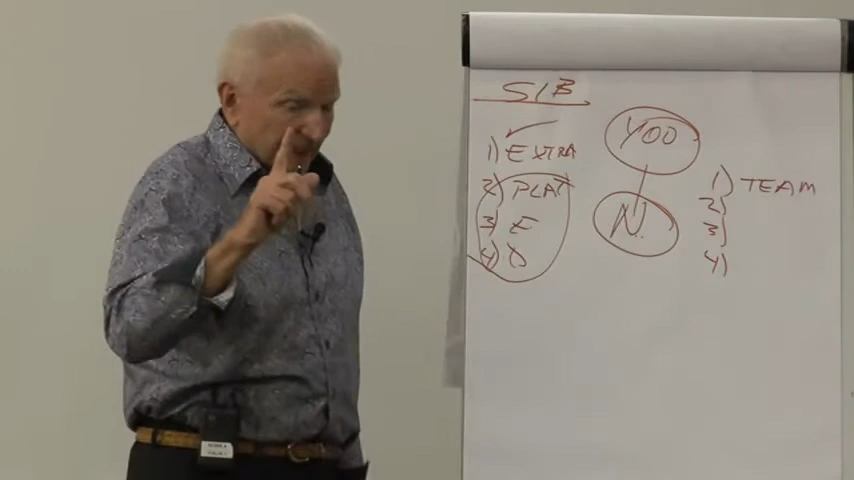 SIB
1) EXTRA
2) PLAT
3) E
4) D
YOU
N
1) TEAM
2)
3)
4)